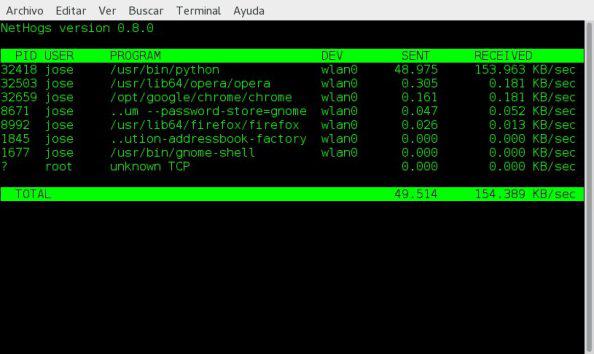 Archivo Editar Ver Buscar Terminal Ayuda
NetHogs version 0.8.0
PID USER PROGRAM DEV SENT RECEIVED
32418 jose /usr/bin/python wlan0 48.975 153.963 KB/sec
32503 jose /usr/lib64/opera/opera wlan0 0.305 0.181 KB/sec
32659 jose /opt/google/chrome/chrome wlan0 0.161 0.181 KB/sec
8671 jose ..um --password-store=gnome wlan0 0.047 0.052 KB/sec
8992 jose /usr/lib64/firefox/firefox wlan0 0.026 0.013 KB/sec
1845 jose ..ution-addressbook-factory wlan0 0.000 0.000 KB/sec
1677 jose /usr/bin/gnome-shell wlan0 0.000 0.000 KB/sec
? root unknown TCP 0.000 0.000 KB/sec
TOTAL 49.514 154.389 KB/sec